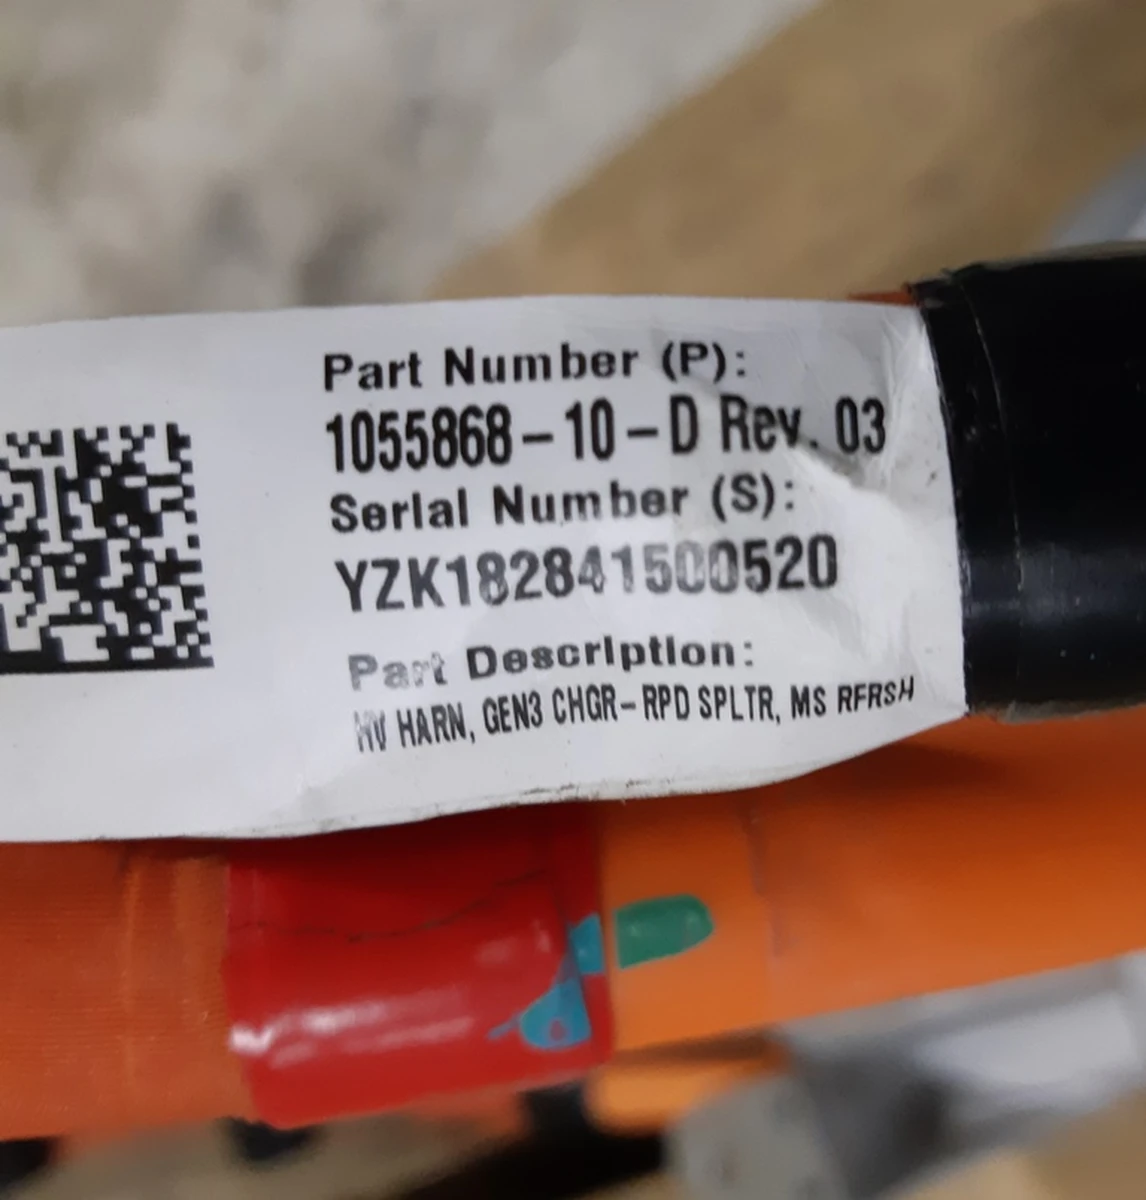 Part Number (P):
1055868-10-D Rev. 03
Serial Number (S):
YZK182841500520
Part Description:
HV HARN, GEN3 CHGR-RPD SPLTR, MS RFRSH